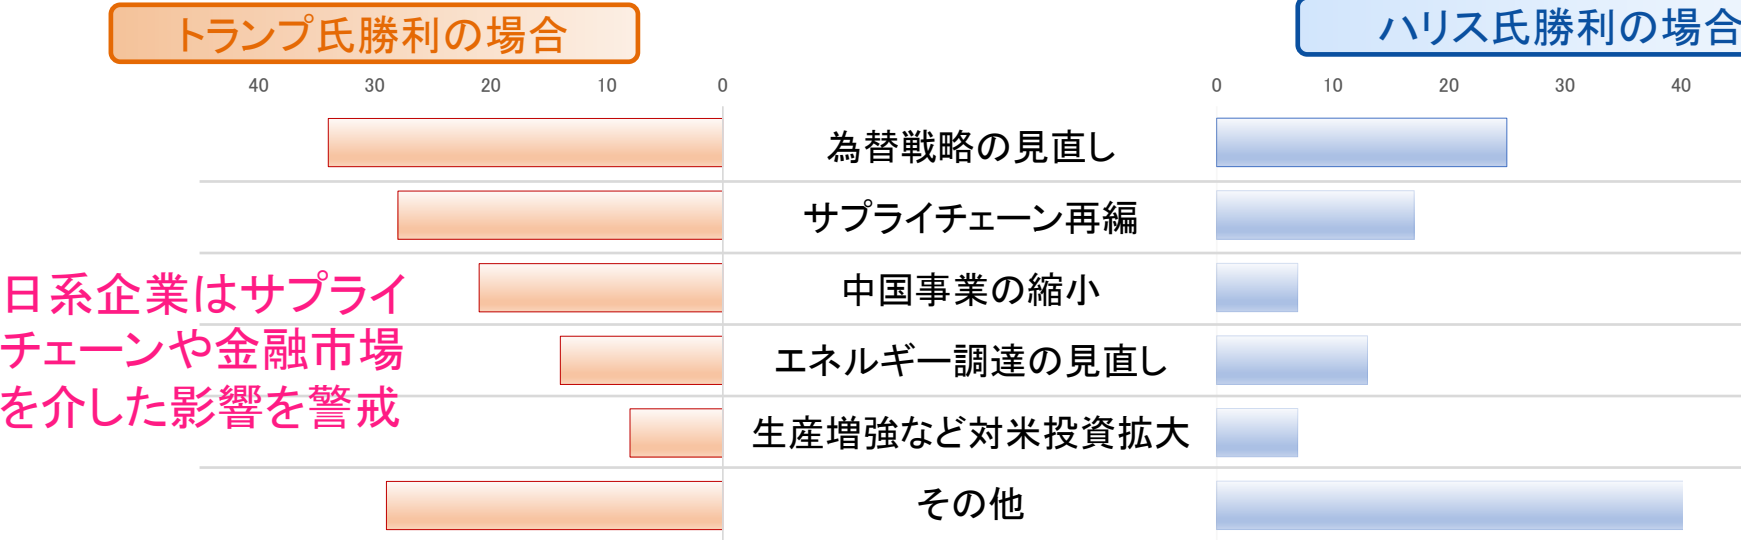 トランプ氏勝利の場合
ハリス氏勝利の場合
40 30 20 10 0
0 10 20 30 40
為替戦略の見直し
サプライチェーン再編
中国事業の縮小
エネルギー調達の見直し
生産増強など対米投資拡大
その他
日系企業はサプライ
チェーンや金融市場
を介した影響を警戒